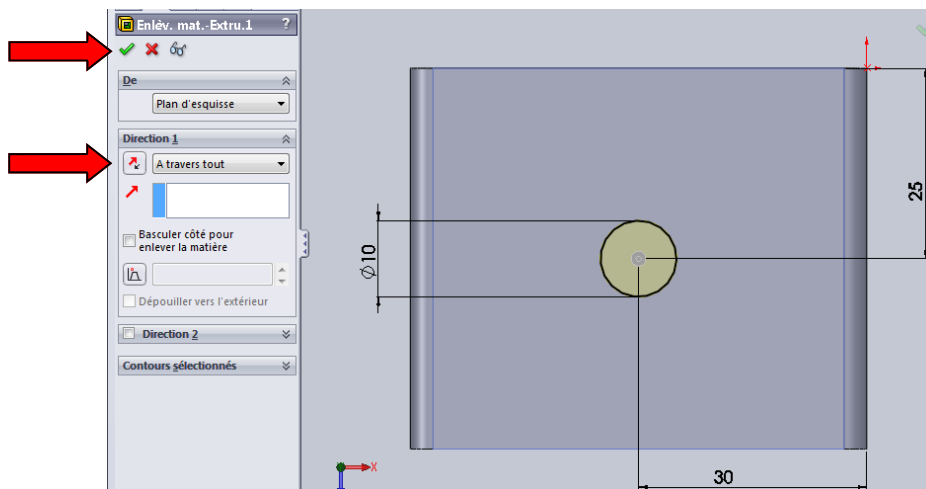 Enlèv. mat.-Extru.1 ?
De
Plan d'esquisse
Direction 1
A travers tout
Basculer côté pour
enlever la matière
Dépouiller vers l'extérieur
Direction 2
Contours sélectionnés
Ø10
25
30
X